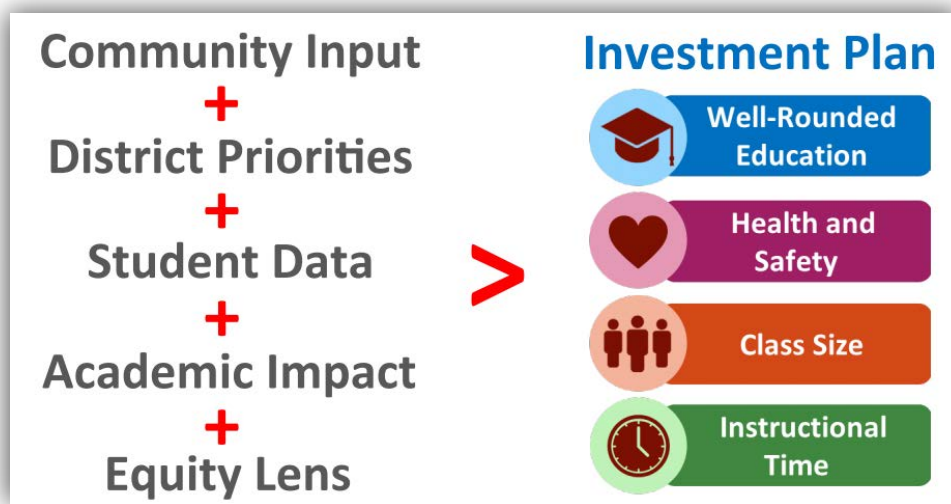 Community Input
+
District Priorities
+
Student Data
+
Academic Impact
+
Equity Lens
>
Investment Plan
Well-Rounded
Education
Health and
Safety
Class Size
Instructional
Time